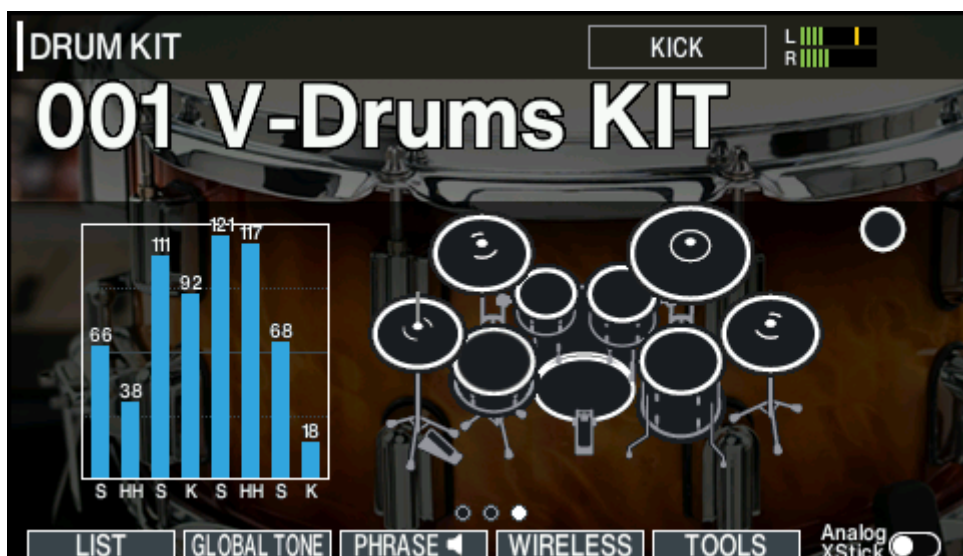 DRUM KIT
KICK
L
R
001 V-Drums KIT
66
38
111
92
121
117
68
18
S HH S K S HH S K
LIST
GLOBAL TONE
PHRASE
WIRELESS
TOOLS
Analog
XStick